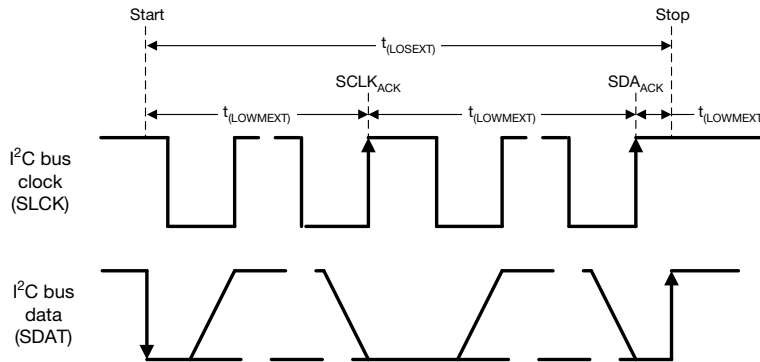 Start Stop
t(LOSEXT)
SCLKACK SDAACK
t(LOWMEXT) t(LOWMEXT) t(LOWMEXT)
I2C bus
clock
(SLCK)
I2C bus
data
(SDAT)